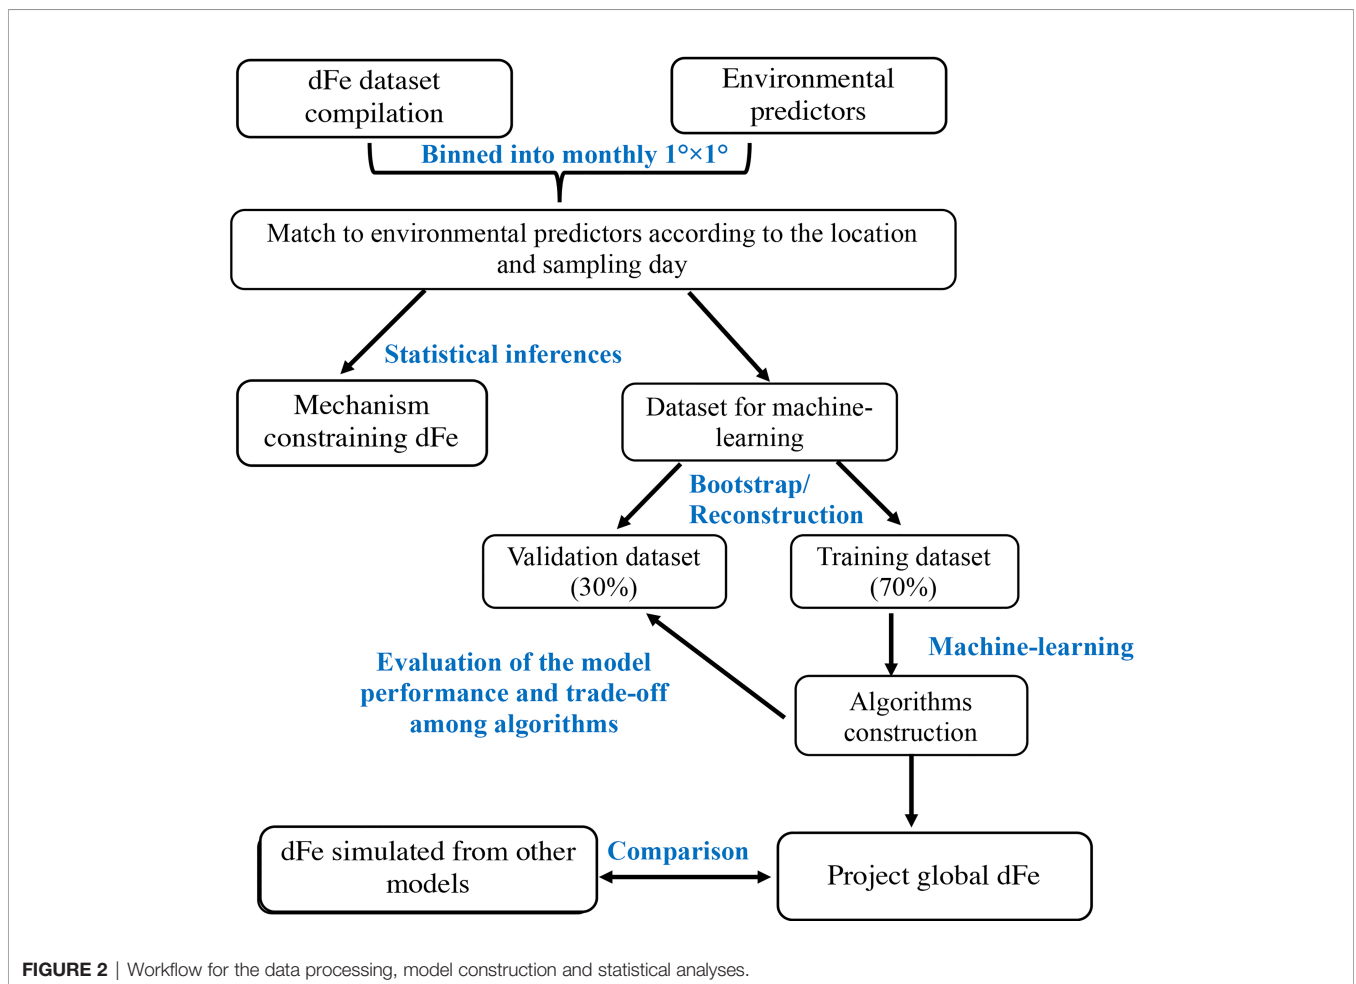 dFe dataset
compilation
Environmental
predictors
Binned into monthly 1°×1°
Match to environmental predictors according to the location
and sampling day
Statistical inferences
Mechanism
constraining dFe
Dataset for machine-
learning
Bootstrap/
Reconstruction
Validation dataset
(30%)
Training dataset
(70%)
Machine-learning
Evaluation of the model
performance and trade-off
among algorithms
Algorithms
construction
dFe simulated from other
models
Comparison
Project global dFe
FIGURE 2 | Workflow for the data processing, model construction and statistical analyses.